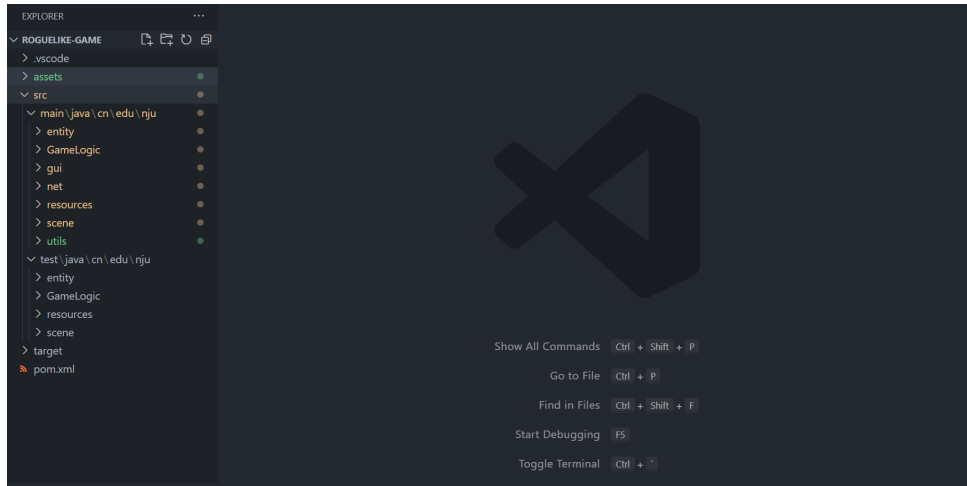 EXPLORER ...
ROGUELIKE-GAME
.vscode
assets
src
main\java\cn\edu\nju
entity
GameLogic
gui
net
resources
scene
utils
test\java\cn\edu\nju
entity
GameLogic
resources
scene
target
pom.xml
Show All Commands Ctrl + Shift + P
Go to File Ctrl + P
Find in Files Ctrl + Shift + F
Start Debugging F5
Toggle Terminal Ctrl + `